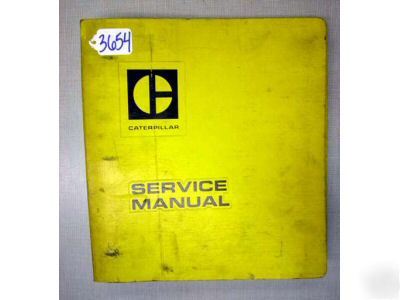 3654
CATERPILLAR
SERVICE
MANUAL